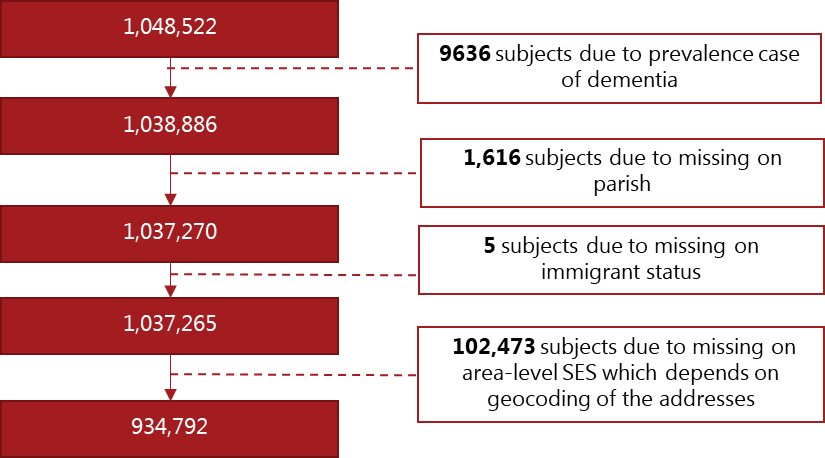 1,048,522
9636 subjects due to prevalence case
of dementia
1,038,886
1,616 subjects due to missing on
parish
1,037,270
5 subjects due to missing on
immigrant status
1,037,265
102,473 subjects due to missing on
area-level SES which depends on
geocoding of the addresses
934,792